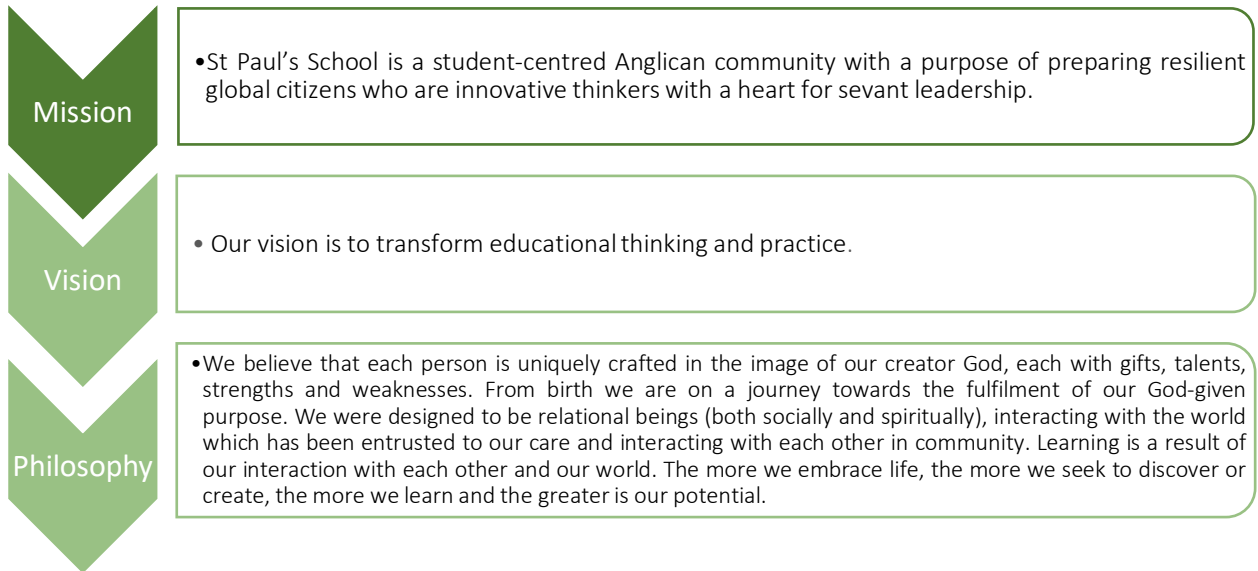 Mission
•St Paul's School is a student-centred Anglican community with a purpose of preparing resilient
global citizens who are innovative thinkers with a heart for sevant leadership.
Vision
• Our vision is to transform educational thinking and practice.
Philosophy
•We believe that each person is uniquely crafted in the image of our creator God, each with gifts, talents,
strengths and weaknesses. From birth we are on a journey towards the fulfilment of our God-given
purpose. We were designed to be relational beings (both socially and spiritually), interacting with the world
which has been entrusted to our care and interacting with each other in community. Learning is a result of
our interaction with each other and our world. The more we embrace life, the more we seek to discover or
create, the more we learn and the greater is our potential.